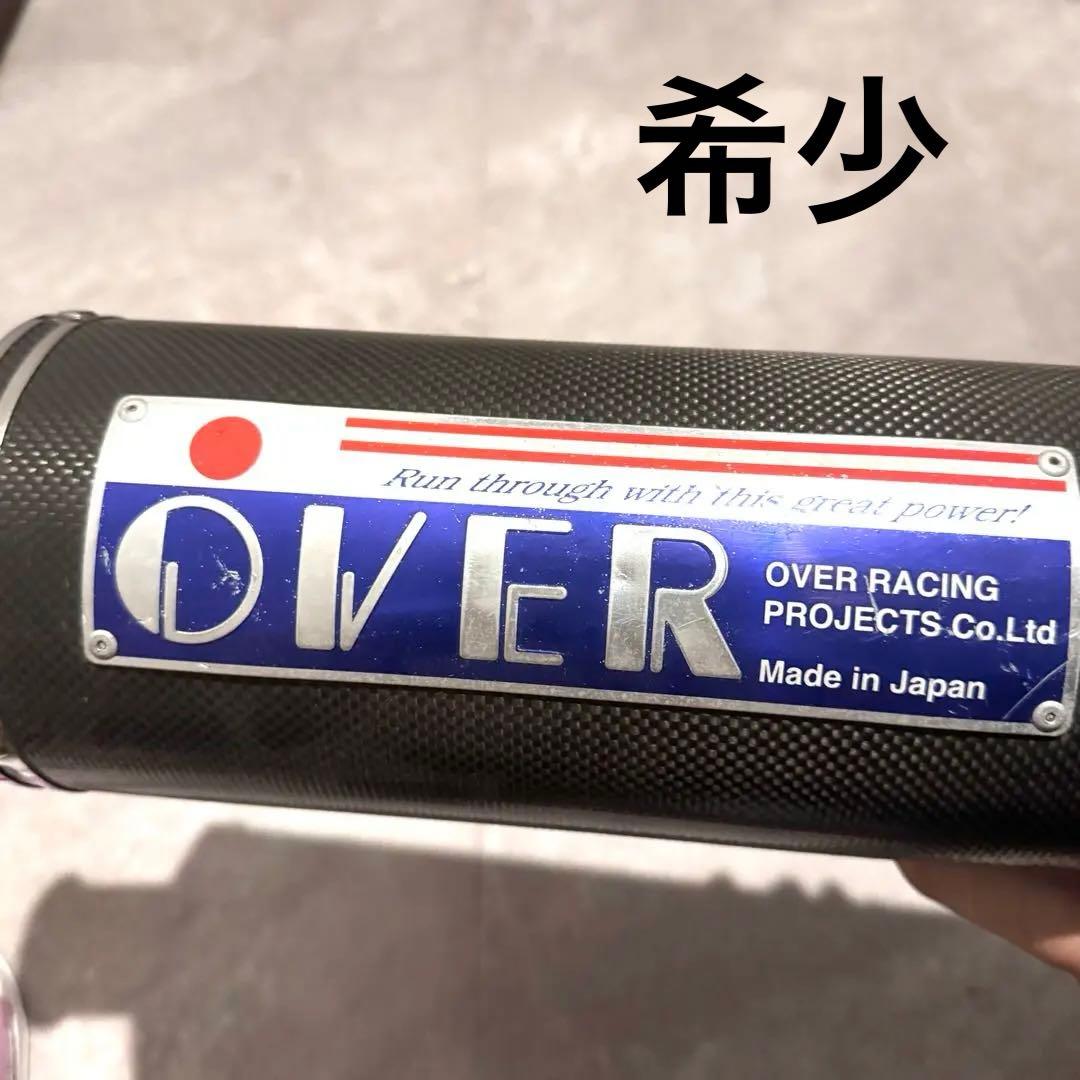 希少
Run through with this great power!
OVER
OVER RACING
PROJECTS Co.Ltd
Made in Japan